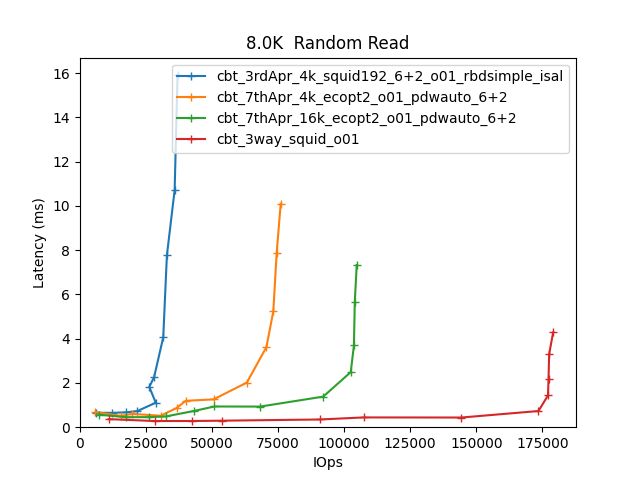 8.0K  Random Read
cbt_3rdApr_4k_squid192_6+2_o01_rbdsimple_isal
cbt_7thApr_4k_ecopt2_o01_pdwauto_6+2
cbt_7thApr_16k_ecopt2_o01_pdwauto_6+2
cbt_3way_squid_o01
Latency (ms)
16
14
12
10
8
6
4
2
0
0 25000 50000 75000 100000 125000 150000 175000
IOps